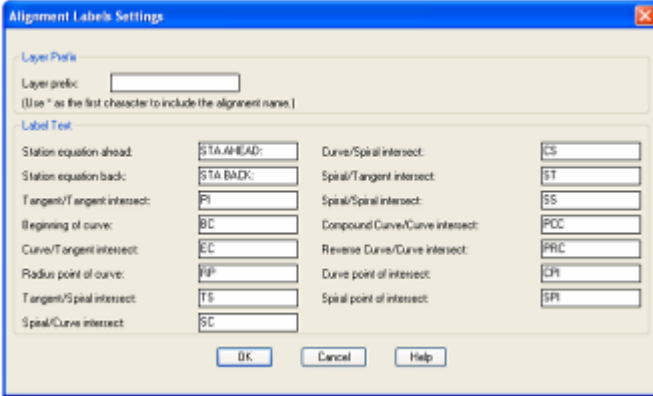 Alignment Labels Settings
Layer Prefix
Layer prefix:
(Use * as the first character to include the alignment name.)
Label Text
Station equation ahead: STA AHEAD: Curve/Spiral intersect: CS
Station equation back: STA BACK: Spiral/Tangent intersect: ST
Tangent/Tangent intersect: PI Spiral/Spiral intersect: SS
Beginning of curve: BC Compound Curve/Curve intersect: PCC
Curve/Tangent intersect: EC Reverse Curve/Curve intersect: PRC
Radius point of curve: RP Curve point of intersect: CPI
Tangent/Spiral intersect: TS Spiral point of intersect: SPI
Spiral/Curve intersect: SC
OK Cancel Help